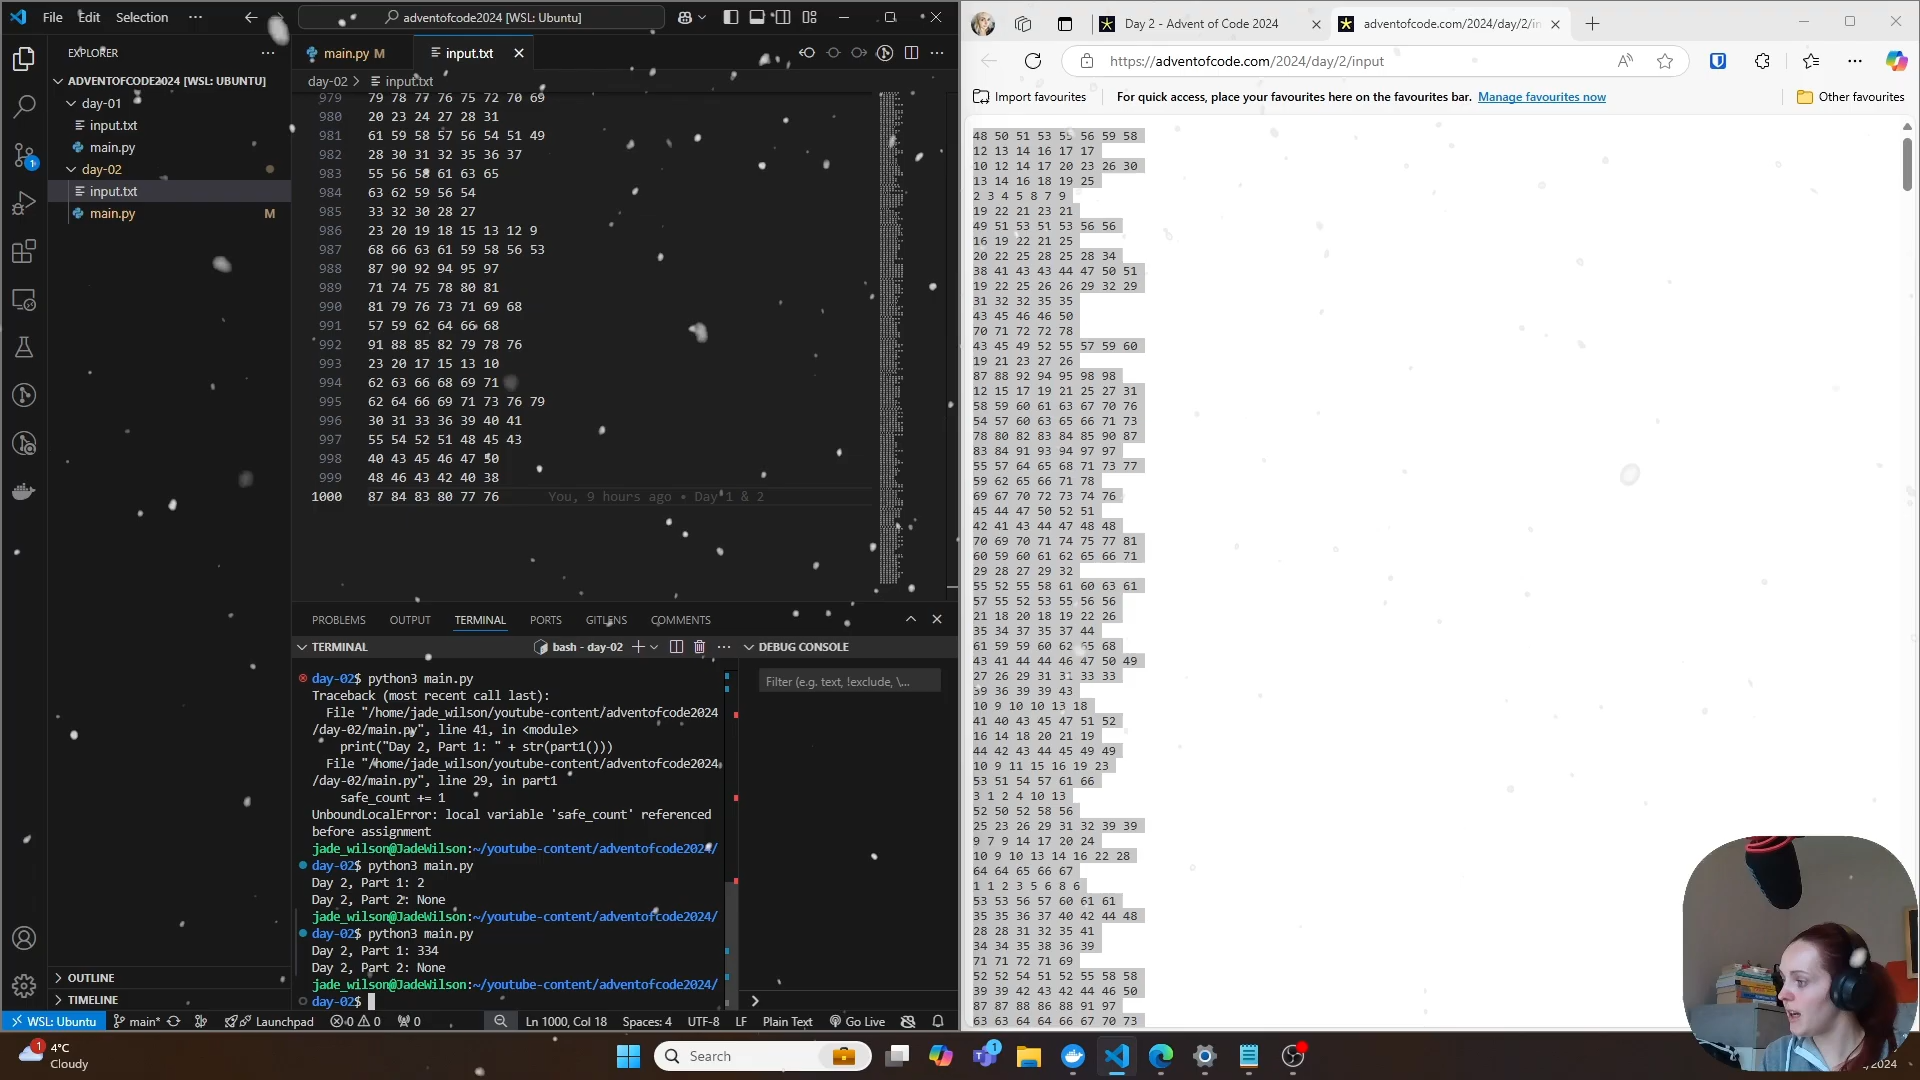 File Edit Selection ···
adventofcode2024 [WSL: Ubuntu]
EXPLORER
ADVENTOFCODE2024 [WSL: UBUNTU]
day-01
input.txt
main.py
day-02
input.txt
main.py M
OUTLINE
TIMELINE
main.py M
input.txt
day-02 > input.txt
979 79 78 77 76 75 72 70 69
980 20 23 24 27 28 31
981 61 59 58 57 56 54 51 49
982 28 30 31 32 35 36 37
983 55 56 58 61 63 65
984 63 62 59 56 54
985 33 32 30 28 27
986 23 20 19 18 15 13 12 9
987 68 66 63 61 59 58 56 53
988 87 90 92 94 95 97
989 71 74 75 78 80 81
990 81 79 76 73 71 69 68
991 57 59 62 64 66 68
992 91 88 85 82 79 78 76
993 23 20 17 15 13 10
994 62 63 66 68 69 71
995 62 64 66 69 71 73 76 79
996 30 31 33 36 39 40 41
997 55 54 52 51 48 45 43
998 40 43 45 46 47 50
999 48 46 43 42 40 38
1000 87 84 83 80 77 76 You, 9 hours ago • Day 1 & 2
PROBLEMS OUTPUT TERMINAL PORTS GITLENS COMMENTS
TERMINAL
bash - day-02
DEBUG CONSOLE
Filter (e.g. text, !exclude, \...
day-02$ python3 main.py
Traceback (most recent call last):
File "/home/jade_wilson/youtube-content/adventofcode2024
/day-02/main.py", line 41, in <module>
print("Day 2, Part 1: " + str(part1()))
File "/home/jade_wilson/youtube-content/adventofcode2024
/day-02/main.py", line 29, in part1
safe_count += 1
UnboundLocalError: local variable 'safe_count' referenced
before assignment
jade_wilson@JadeWilson:~/youtube-content/adventofcode2024/
day-02$ python3 main.py
Day 2, Part 1: 2
Day 2, Part 2: None
jade_wilson@JadeWilson:~/youtube-content/adventofcode2024/
day-02$ python3 main.py
Day 2, Part 1: 334
Day 2, Part 2: None
jade_wilson@JadeWilson:~/youtube-content/adventofcode2024/
day-02$
WSL: Ubuntu main* Launchpad 0 0 0 Ln 1000, Col 18 Spaces: 4 UTF-8 LF Plain Text Go Live
Day 2 - Advent of Code 2024
adventofcode.com/2024/day/2/in
https://adventofcode.com/2024/day/2/input
Import favourites
For quick access, place your favourites here on the favourites bar. Manage favourites now
Other favourites
48 50 51 53 55 56 59 58
12 13 14 16 17 17
10 12 14 17 20 23 26 30
13 14 16 18 19 25
2 3 4 5 8 7 9
19 22 21 23 21
49 51 53 51 53 56 56
16 19 22 21 25
20 22 25 28 25 28 34
38 41 43 43 44 47 50 51
19 22 25 26 26 29 32 29
31 32 32 35 35
43 45 46 46 50
70 71 72 72 78
43 45 49 52 55 57 59 60
19 21 23 27 26
87 88 92 94 95 98 98
12 15 17 19 21 25 27 31
58 59 60 61 63 67 70 76
54 57 60 63 65 66 71 73
78 80 82 83 84 85 90 87
83 84 91 93 94 97 97
55 57 64 65 68 71 73 77
59 62 65 66 71 78
69 67 70 72 73 74 76
45 44 47 50 52 51
42 41 43 44 47 48 48
70 69 70 71 74 75 77 81
60 59 60 61 62 65 66 71
29 28 27 29 32
55 52 55 58 61 60 63 61
57 55 52 53 55 56 56
21 18 20 18 19 22 26
35 34 37 35 37 44
61 59 59 60 62 65 68
43 41 44 44 46 47 50 49
27 26 29 31 31 33 33
39 36 39 39 43
10 9 10 10 13 18
41 40 43 45 47 51 52
16 14 18 20 21 19
44 42 43 44 45 49 49
10 9 11 15 16 19 23
53 51 54 57 61 66
3 1 2 4 10 13
52 50 52 58 56
25 23 26 29 31 32 39 39
9 7 9 14 17 20 24
10 9 10 13 14 16 22 28
64 64 65 66 67
1 1 2 3 5 6 8 6
53 53 56 57 60 61 61
35 35 36 37 40 42 44 48
28 28 31 32 35 41
34 34 35 38 36 39
71 71 72 71 69
52 52 54 51 52 55 58 58
39 39 42 43 42 44 46 50
87 87 88 86 88 91 97
63 63 64 64 66 67 70 73
4°C
Cloudy
Search
/2024